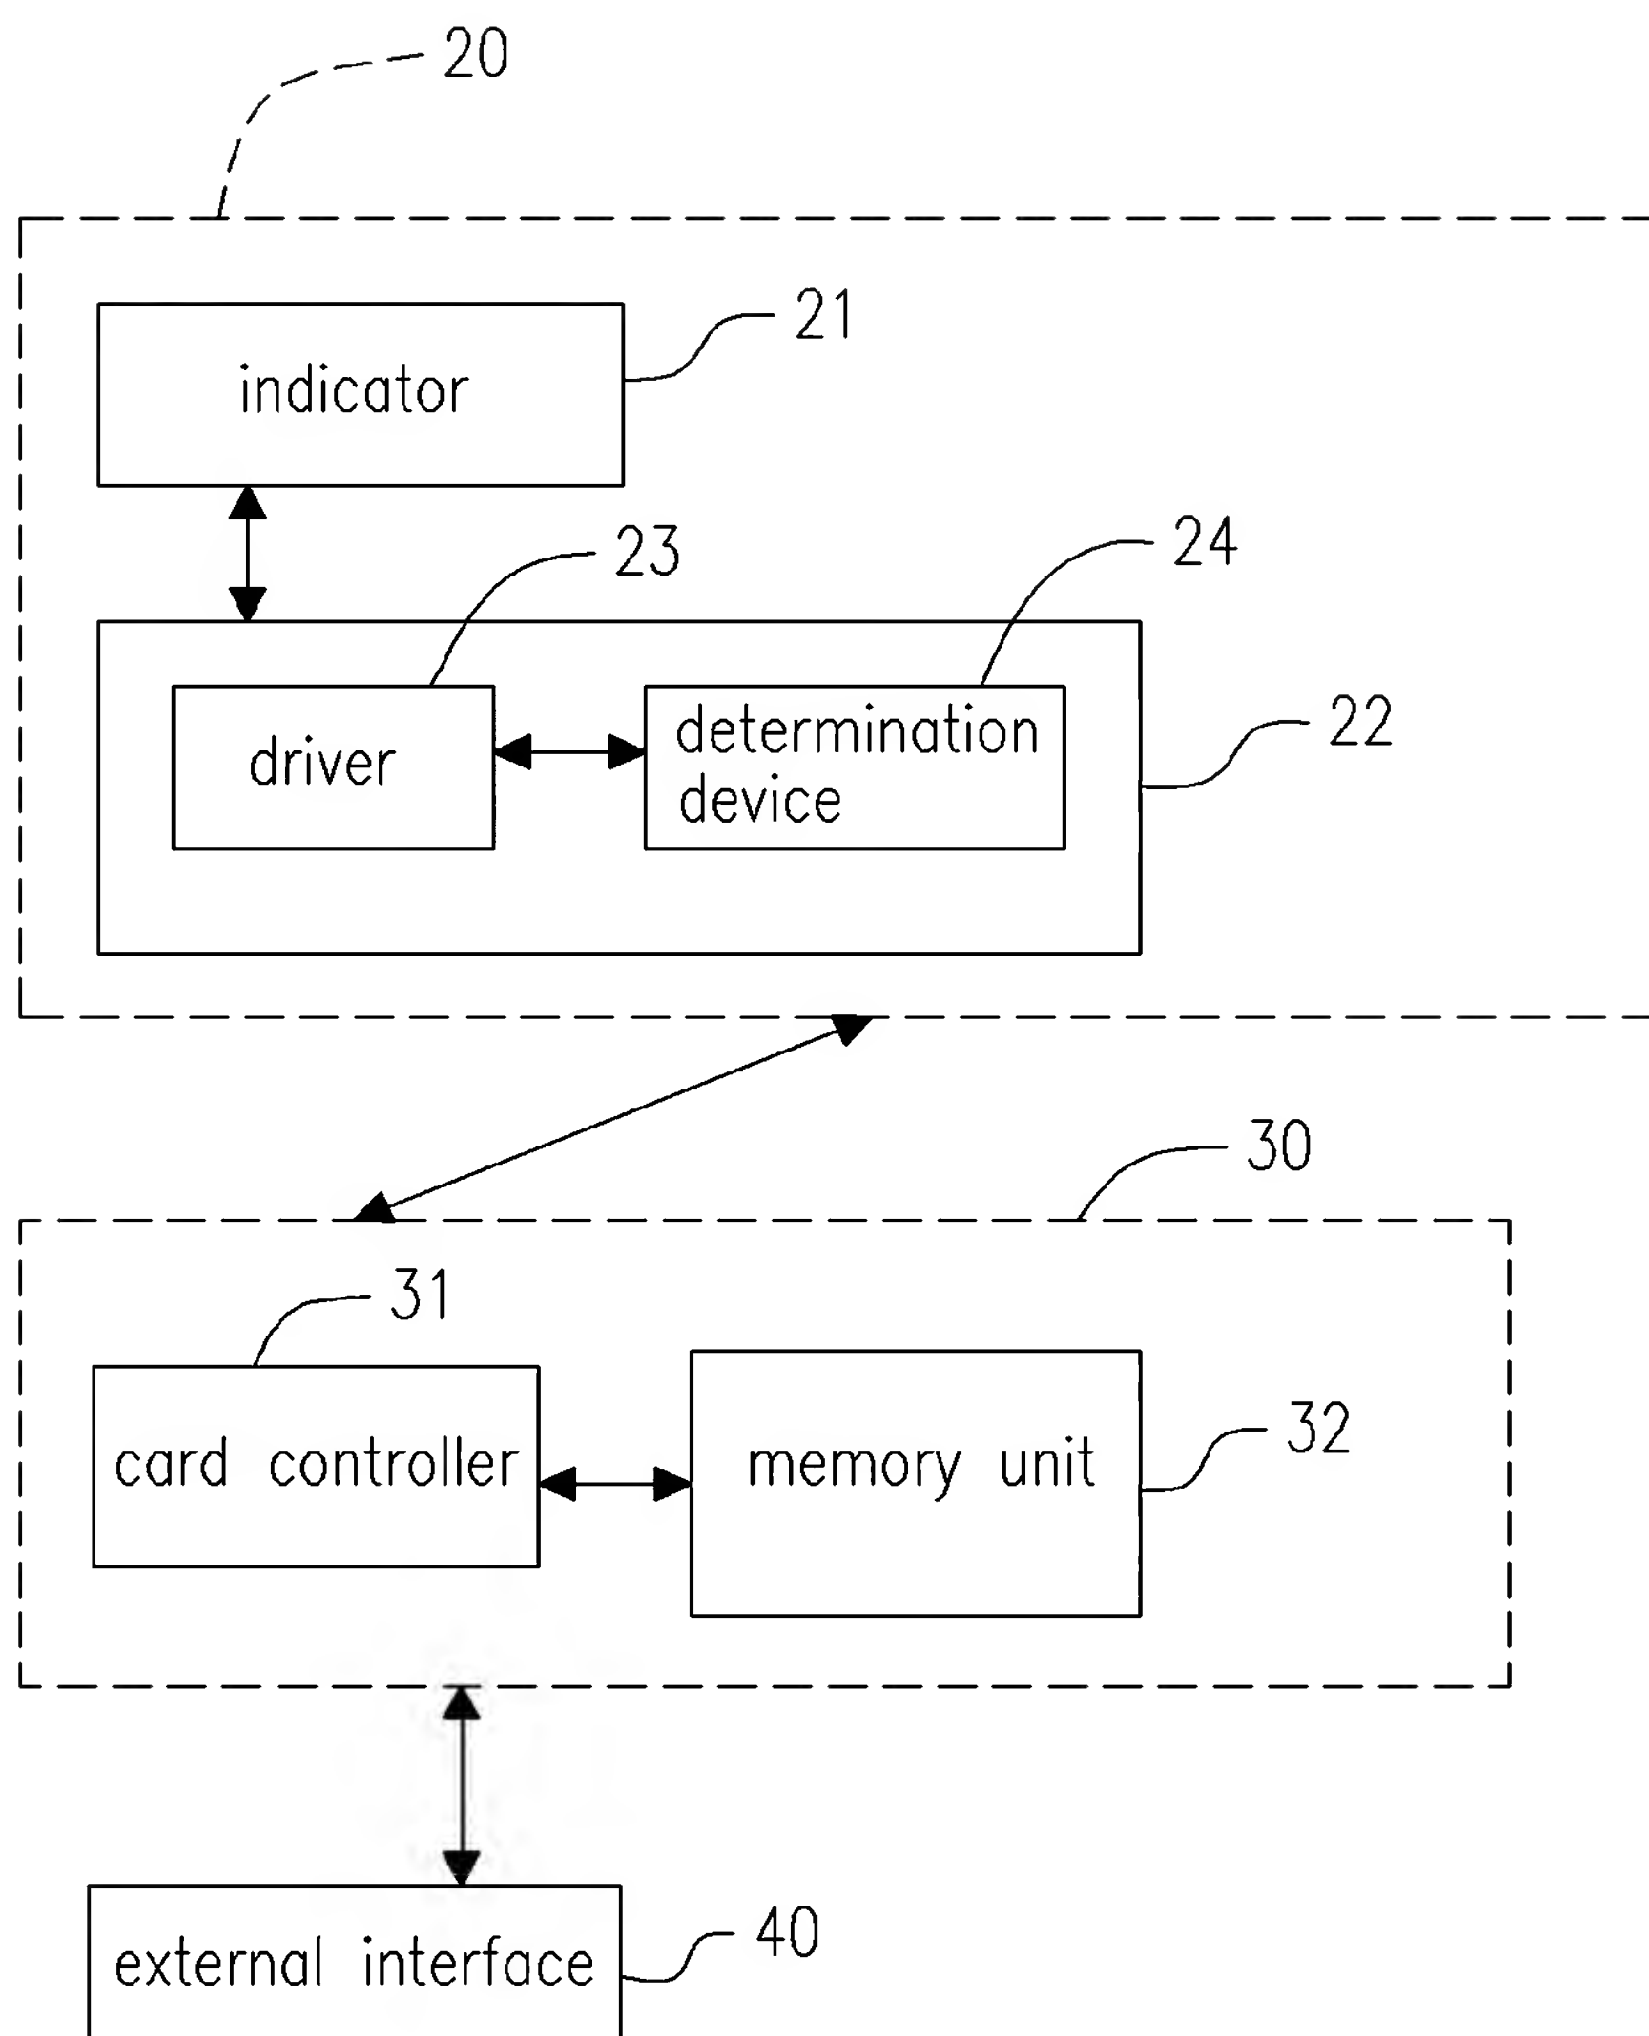 20
indicator
21
23
24
driver
determination
device
22
30
31
card controller
memory unit
32
external interface
40